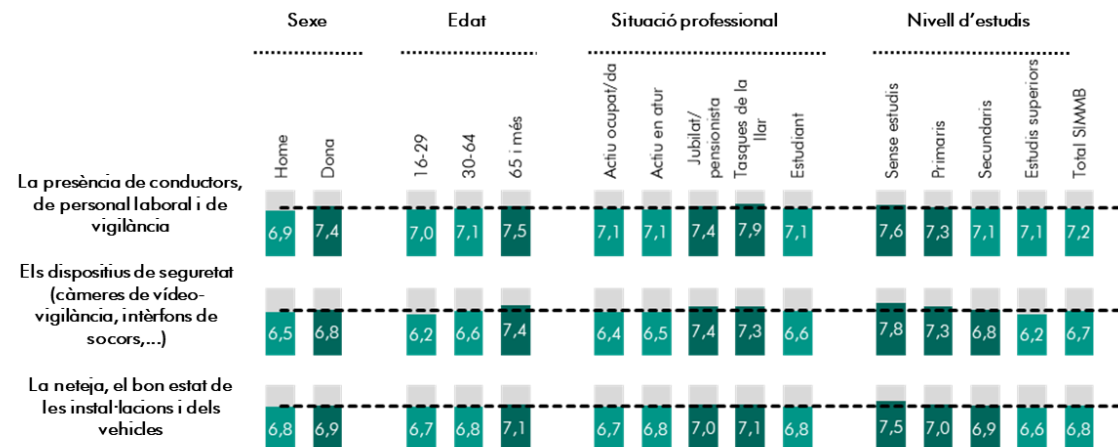 Sexe Edat Situació professional Nivell d'estudis
Home Dona 16-29 30-64 65 i més Actiu ocupat/da Actiu en atur Jubilat/ pensionista Tasques de la llar Estudiant Sense estudis Primaris Secundaris Estudis superiors Total SIMMB
La presència de conductors,
de personal laboral i de
vigilància
6,9 7,4 7,0 7,1 7,5 7,1 7,1 7,4 7,9 7,1 7,6 7,3 7,1 7,1 7,2
Els dispositius de seguretat
(càmeres de vídeo-
vigilància, intèrfons de
socors,...)
6,5 6,8 6,2 6,6 7,4 6,4 6,5 7,4 7,3 6,6 7,8 7,3 6,8 6,2 6,7
La neteja, el bon estat de
les instal·lacions i dels
vehicles
6,8 6,9 6,7 6,8 7,1 6,7 6,8 7,0 7,1 6,8 7,5 7,0 6,9 6,6 6,8